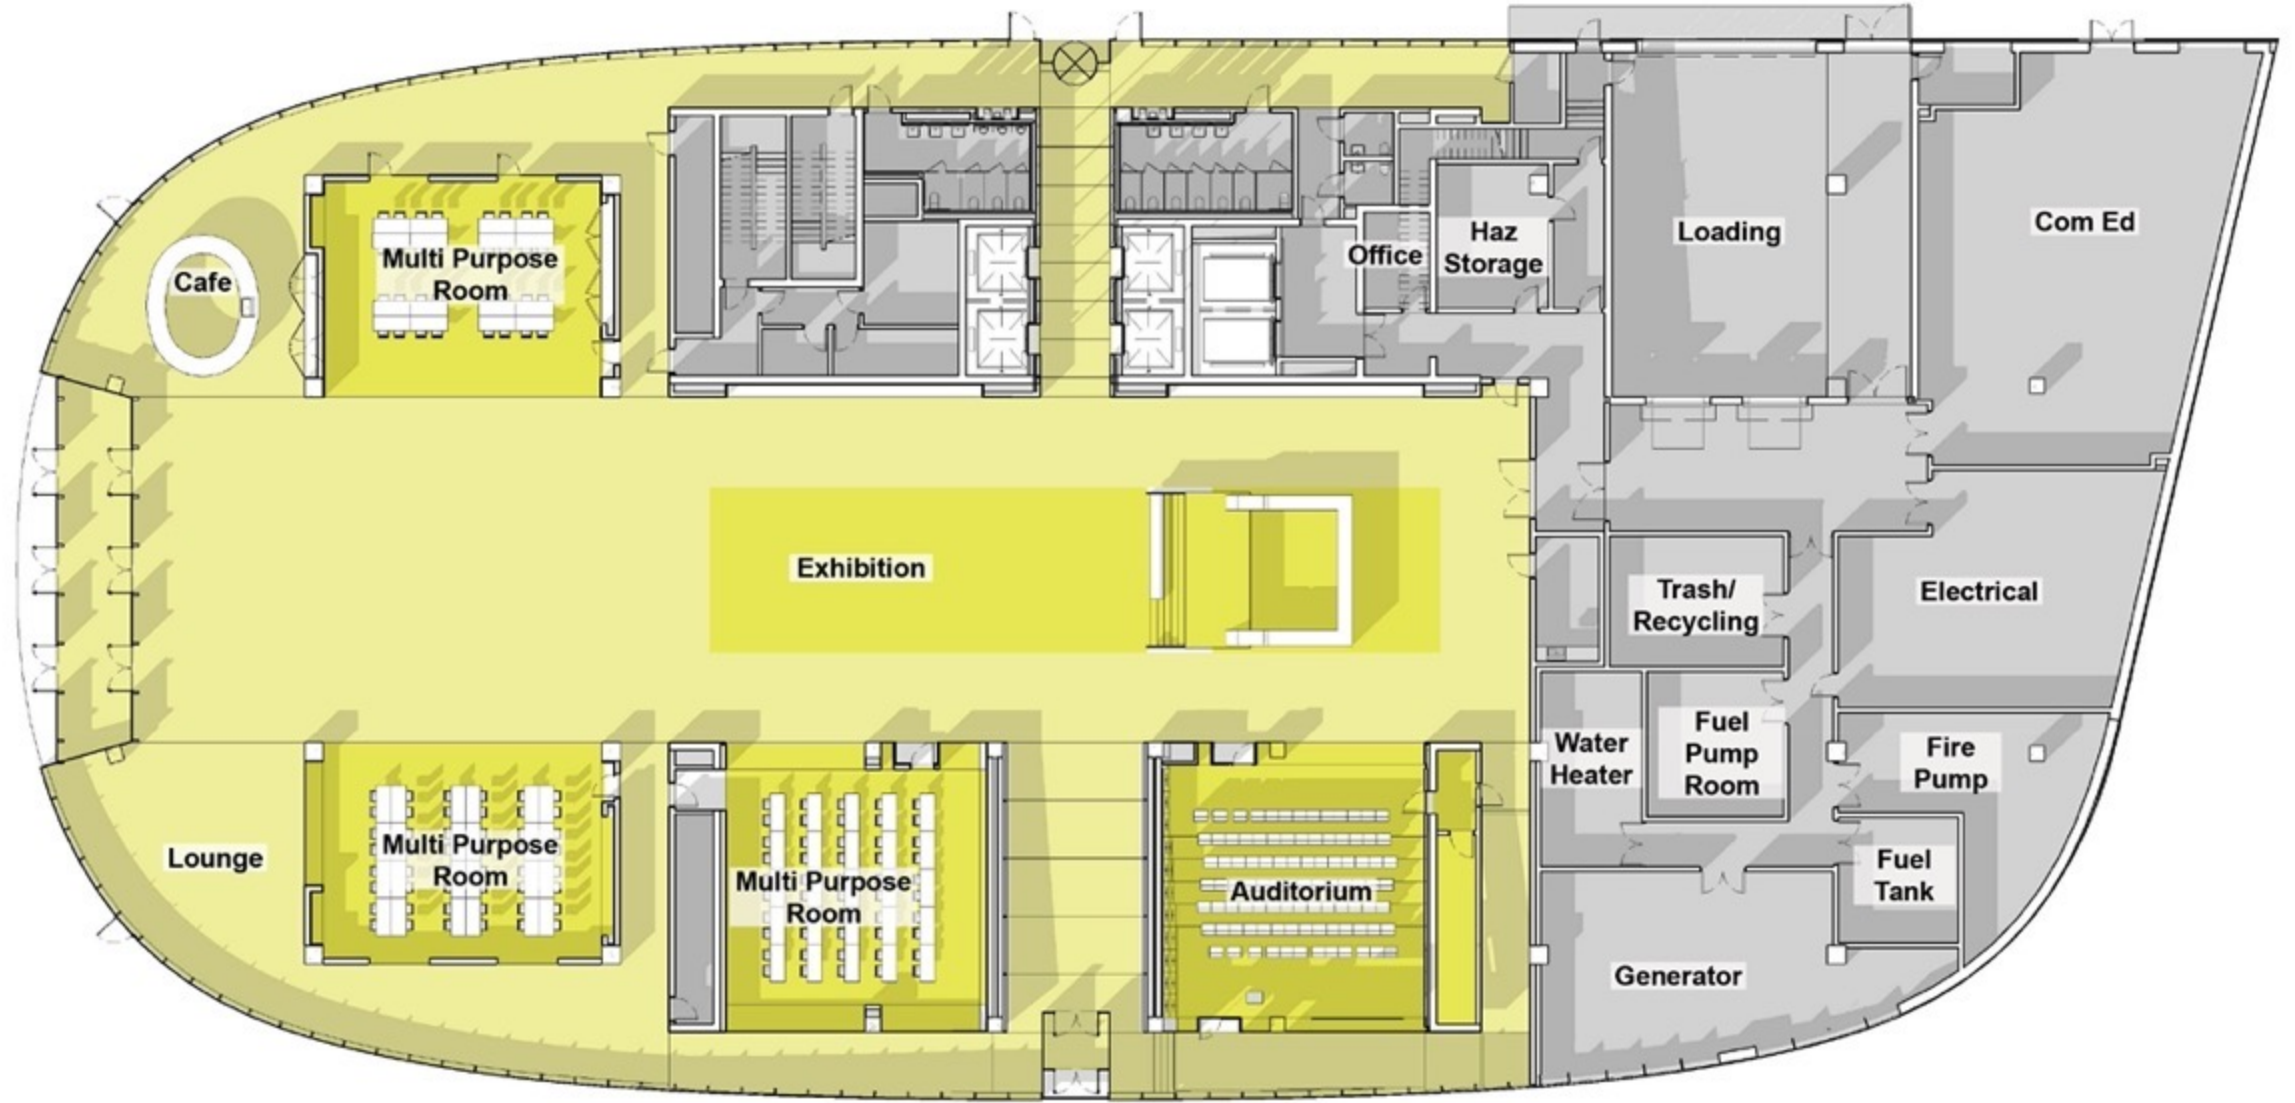 Cafe
Multi Purpose
Room
Office
Haz
Storage
Loading
Com Ed
Exhibition
Trash/
Recycling
Electrical
Water
Heater
Fuel
Pump
Room
Fire
Pump
Lounge
Multi Purpose
Room
Multi Purpose
Room
Auditorium
Fuel
Tank
Generator